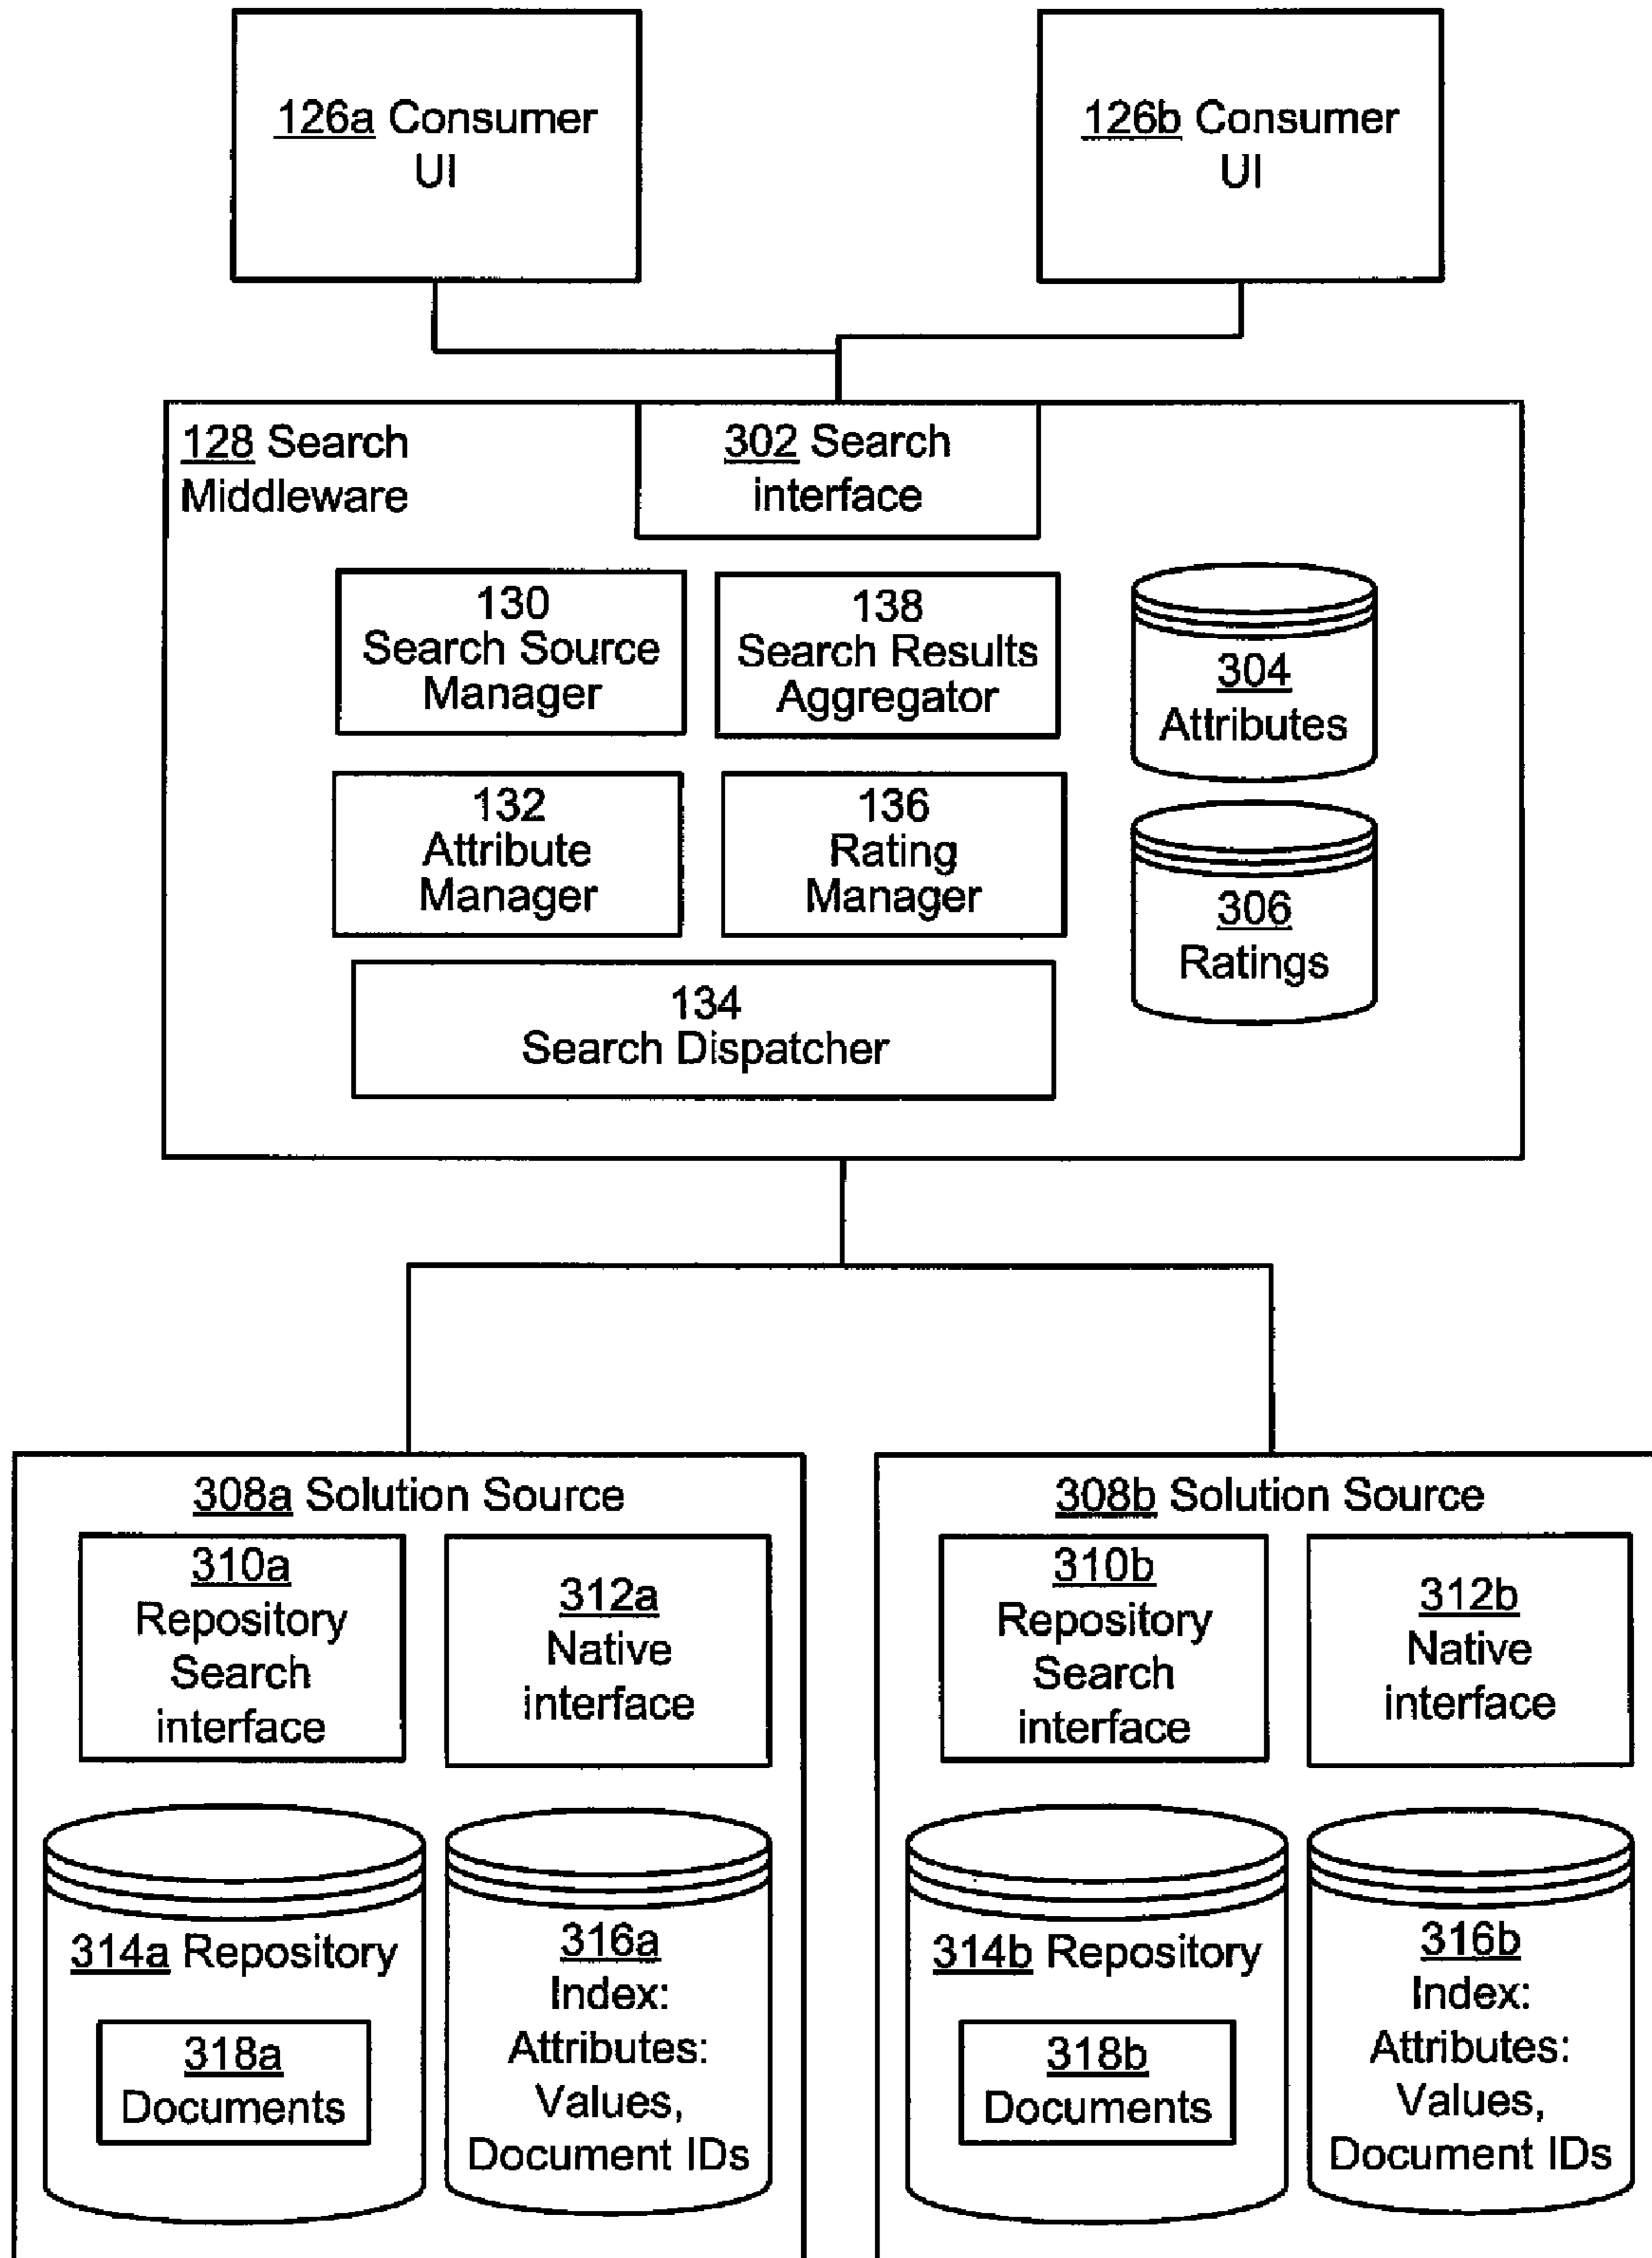 126a Consumer
UI
126b Consumer
UI
128 Search
Middleware
302 Search
interface
130
Search Source
Manager
138
Search Results
Aggregator
304
Attributes
132
Attribute
Manager
136
Rating
Manager
306
Ratings
134
Search Dispatcher
308a Solution Source
310a
Repository
Search
interface
312a
Native
interface
314a Repository
318a
Documents
316a
Index:
Attributes:
Values,
Document IDs
308b Solution Source
310b
Repository
Search
interface
312b
Native
interface
314b Repository
318b
Documents
316b
Index:
Attributes:
Values,
Document IDs